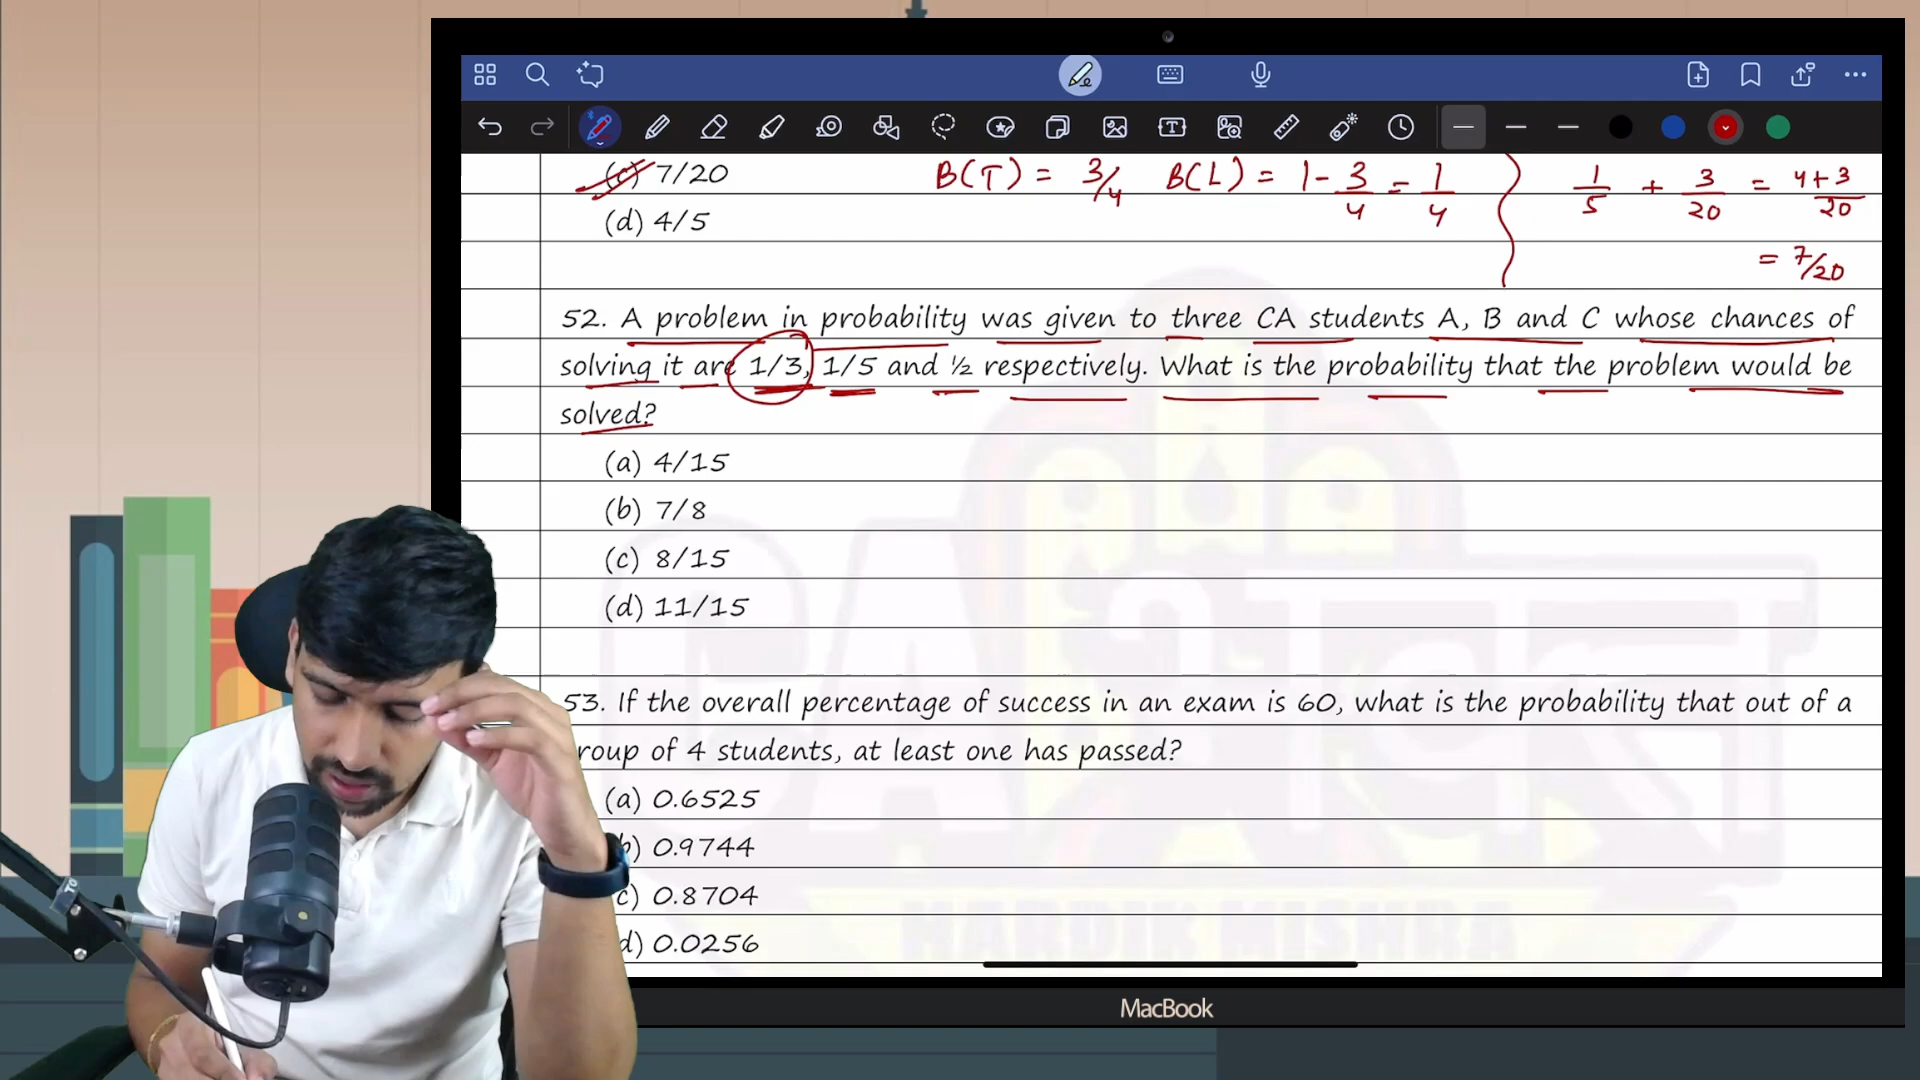 (c) 7/20
B(T) = 3/4 B(L) = 1 - 3/4 = 1/4
1/5 + 3/20 = 4+3/20
(d) 4/5
= 7/20
52. A problem in probability was given to three CA students A, B and C whose chances of
solving it are 1/3, 1/5 and ½ respectively. What is the probability that the problem would be
solved?
(a) 4/15
(b) 7/8
(c) 8/15
(d) 11/15
53. If the overall percentage of success in an exam is 60, what is the probability that out of a
roup of 4 students, at least one has passed?
(a) 0.6525
b) 0.9744
c) 0.8704
d) 0.0256
HARDIK MISHRA
MacBook